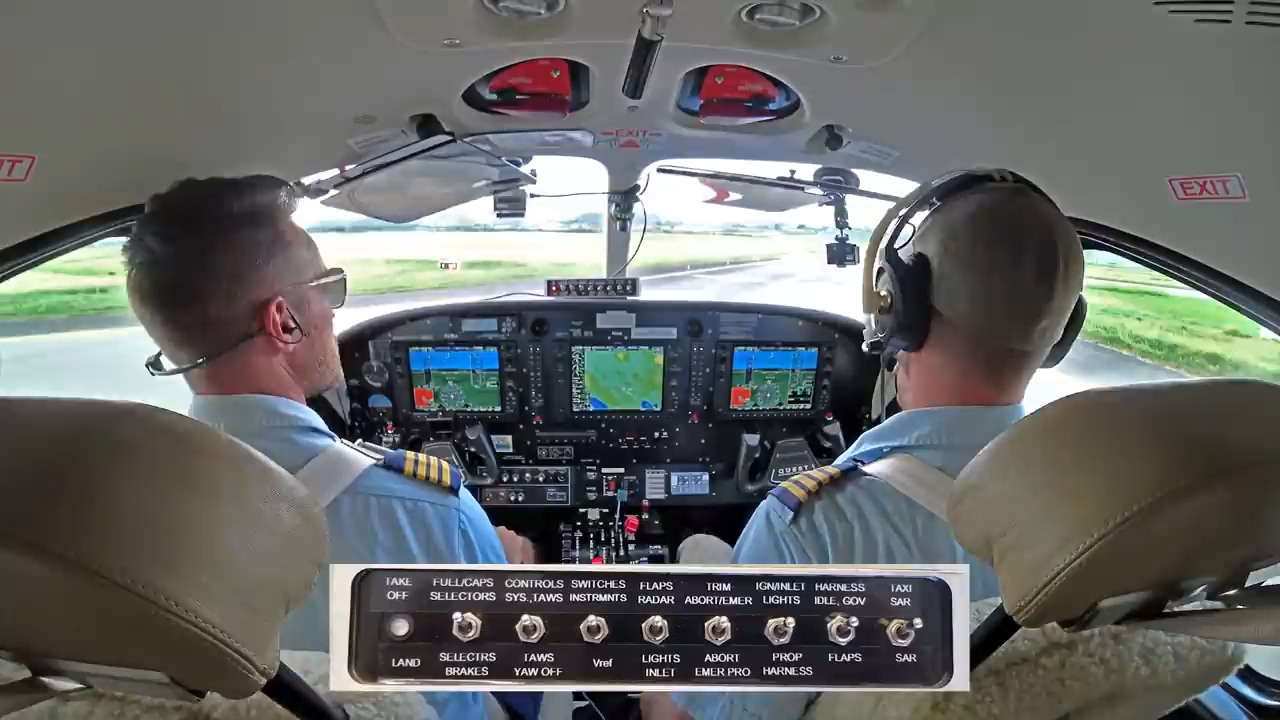 EXIT
IT
EXIT
QUEST
TAKE OFF
FULL/CAPS SELECTORS
CONTROLS SYS.,TAWS
SWITCHES INSTRMNTS
FLAPS RADAR
TRIM ABORT/EMER
IGN/INLET LIGHTS
HARNESS IDLE, GOV
TAXI SAR
LAND
SELECTRS BRAKES
TAWS YAW OFF
Vref
LIGHTS INLET
ABORT EMER PRO
PROP HARNESS
FLAPS
SAR